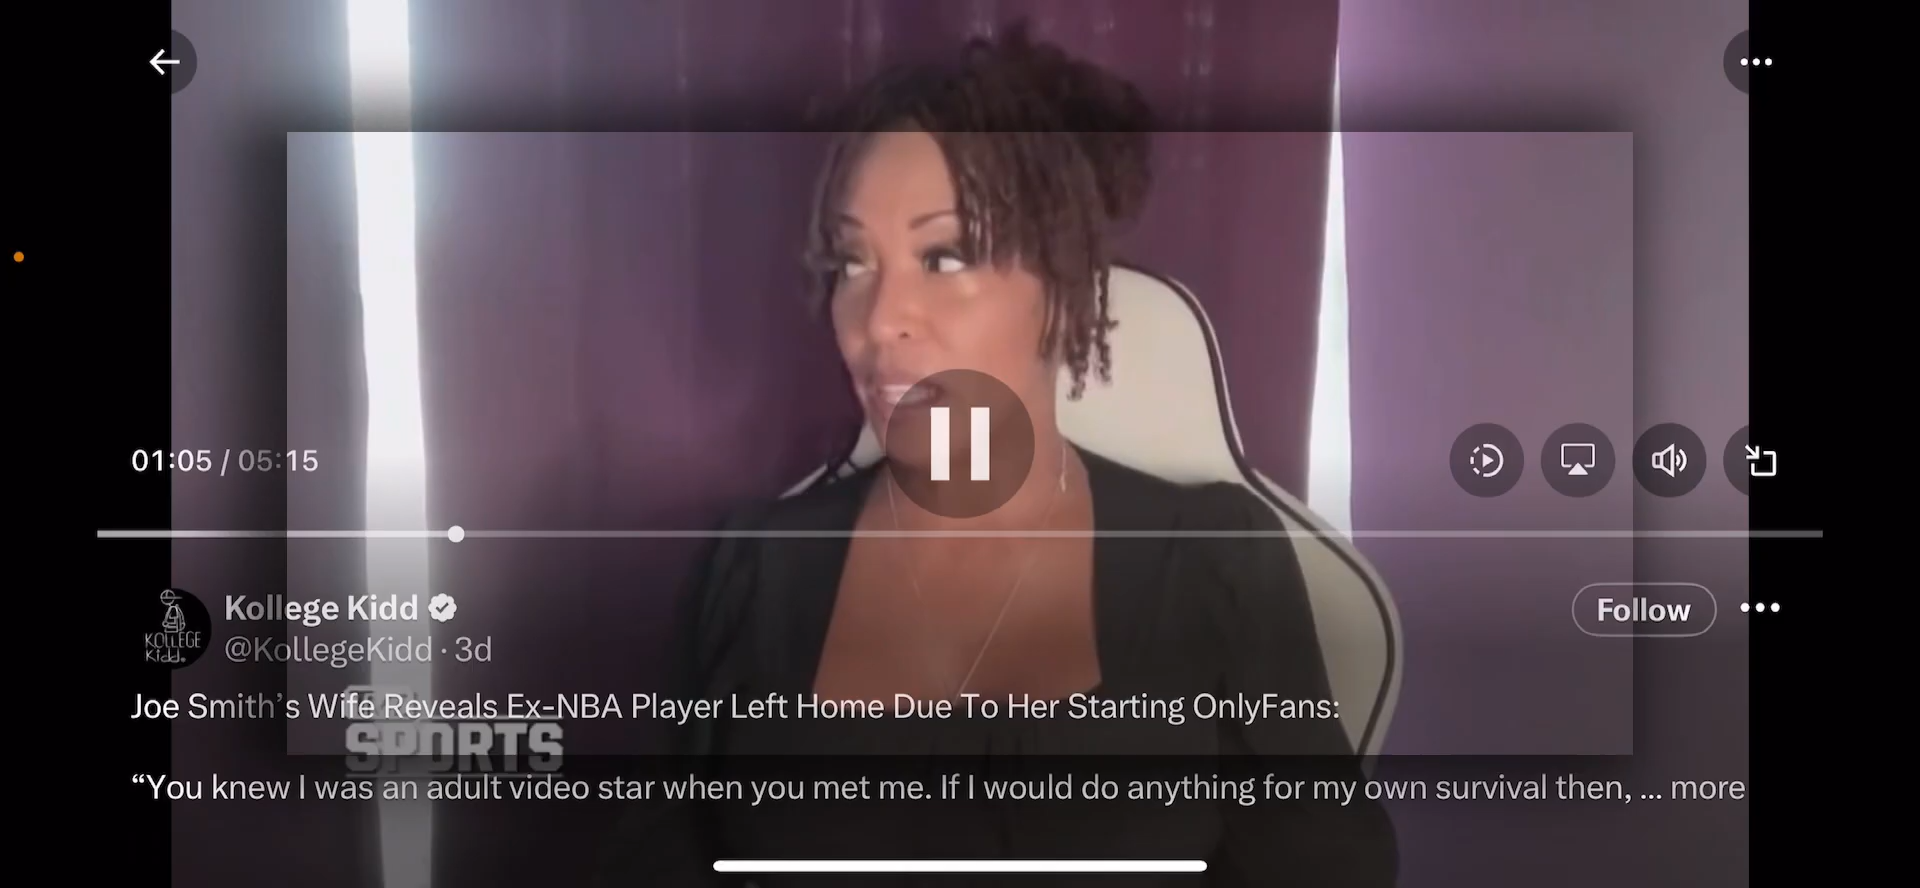 01:05 / 05:15
KOLLEGE
Kidd.
Kollege Kidd
@KollegeKidd · 3d
Follow
Joe Smith’s Wife Reveals Ex-NBA Player Left Home Due To Her Starting OnlyFans:
SPORTS
“You knew I was an adult video star when you met me. If I would do anything for my own survival then, ... more